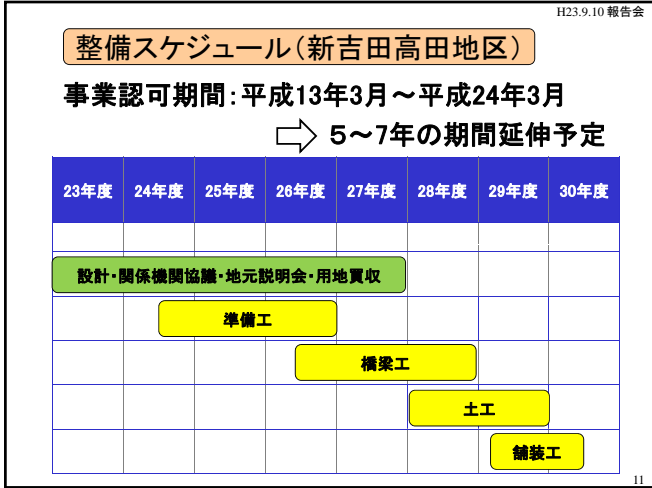 H23.9.10 報告会
整備スケジュール(新吉田高田地区)
事業認可期間:平成13年3月~平成24年3月
5~7年の期間延伸予定
23年度 24年度 25年度 26年度 27年度 28年度 29年度 30年度
設計・関係機関協議・地元説明会・用地買収
準備工
橋梁工
土工
舗装工
11